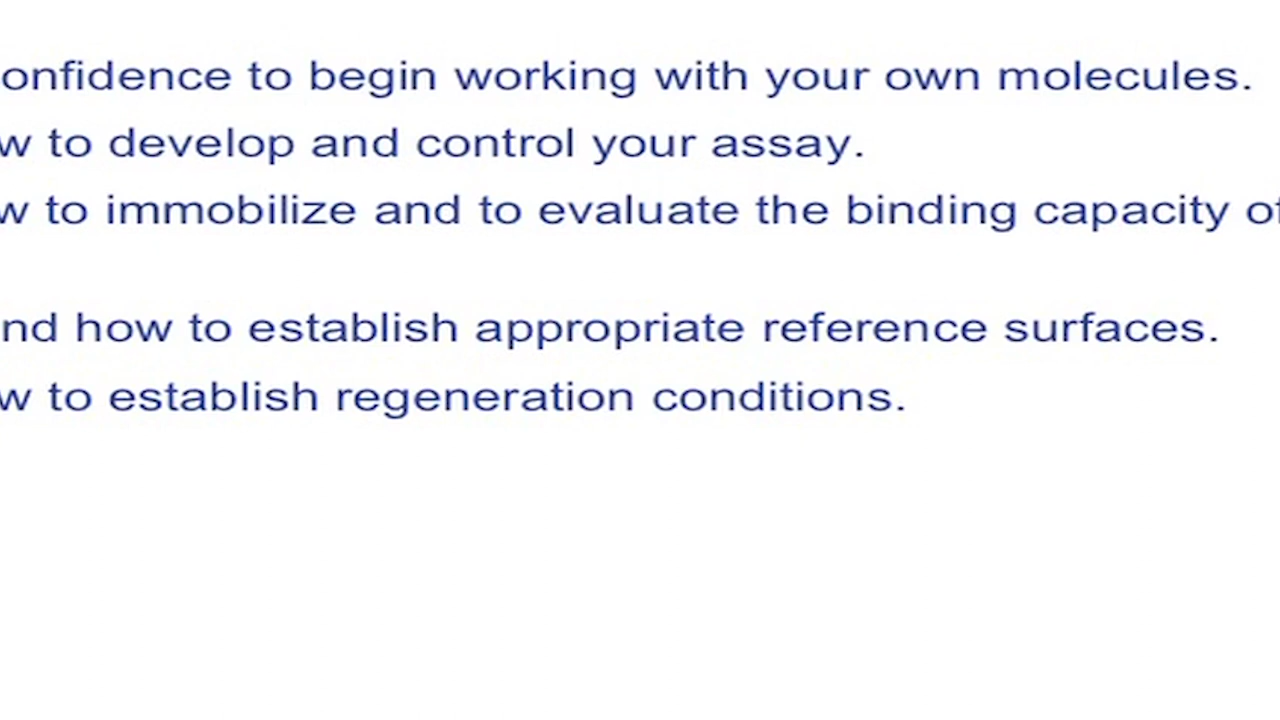 onfidence to begin working with your own molecules.
w to develop and control your assay.
w to immobilize and to evaluate the binding capacity of
nd how to establish appropriate reference surfaces.
w to establish regeneration conditions.